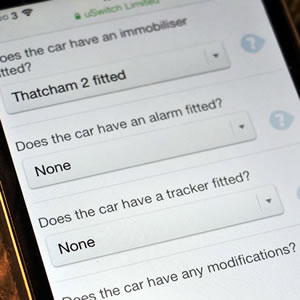 3
uSwitch Limited
Does the car have an immobiliser
fitted?
Thatcham 2 fitted
Does the car have an alarm fitted?
None
?
Does the car have a tracker fitted?
None
Does the car have any modifications?